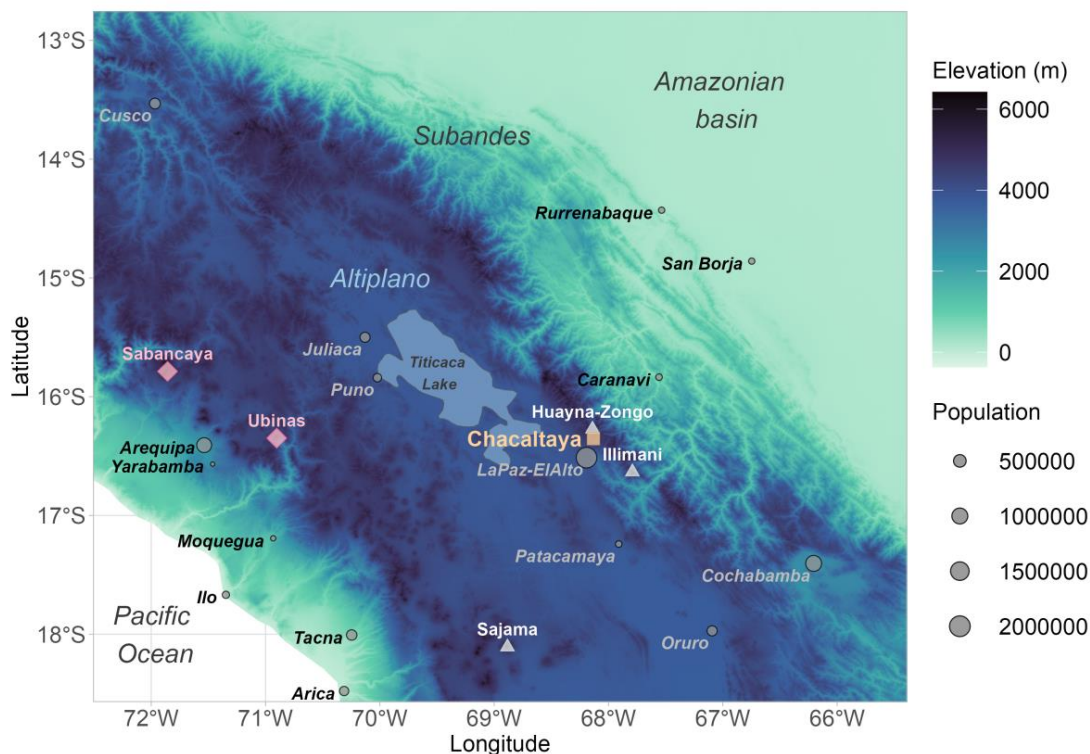 13°S
14°S
15°S
16°S
17°S
18°S
Latitude
72°W
71°W
70°W
69°W
68°W
67°W
66°W
Longitude
Amazonian
basin
Subandes
Cusco
Rurrenabaque
San Borja
Altiplano
Juliaca
Titicaca
Lake
Puno
Sabancaya
Caranavi
Huayna-Zongo
Ubinas
Chacaltaya
Arequipa
Illimani
Yarabamba
LaPaz-ElAlto
Moquegua
Patacamaya
Cochabamba
Ilo
Pacific
Ocean
Tacna
Sajama
Oruro
Arica
Elevation (m)
6000
4000
2000
0
Population
500000
1000000
1500000
2000000